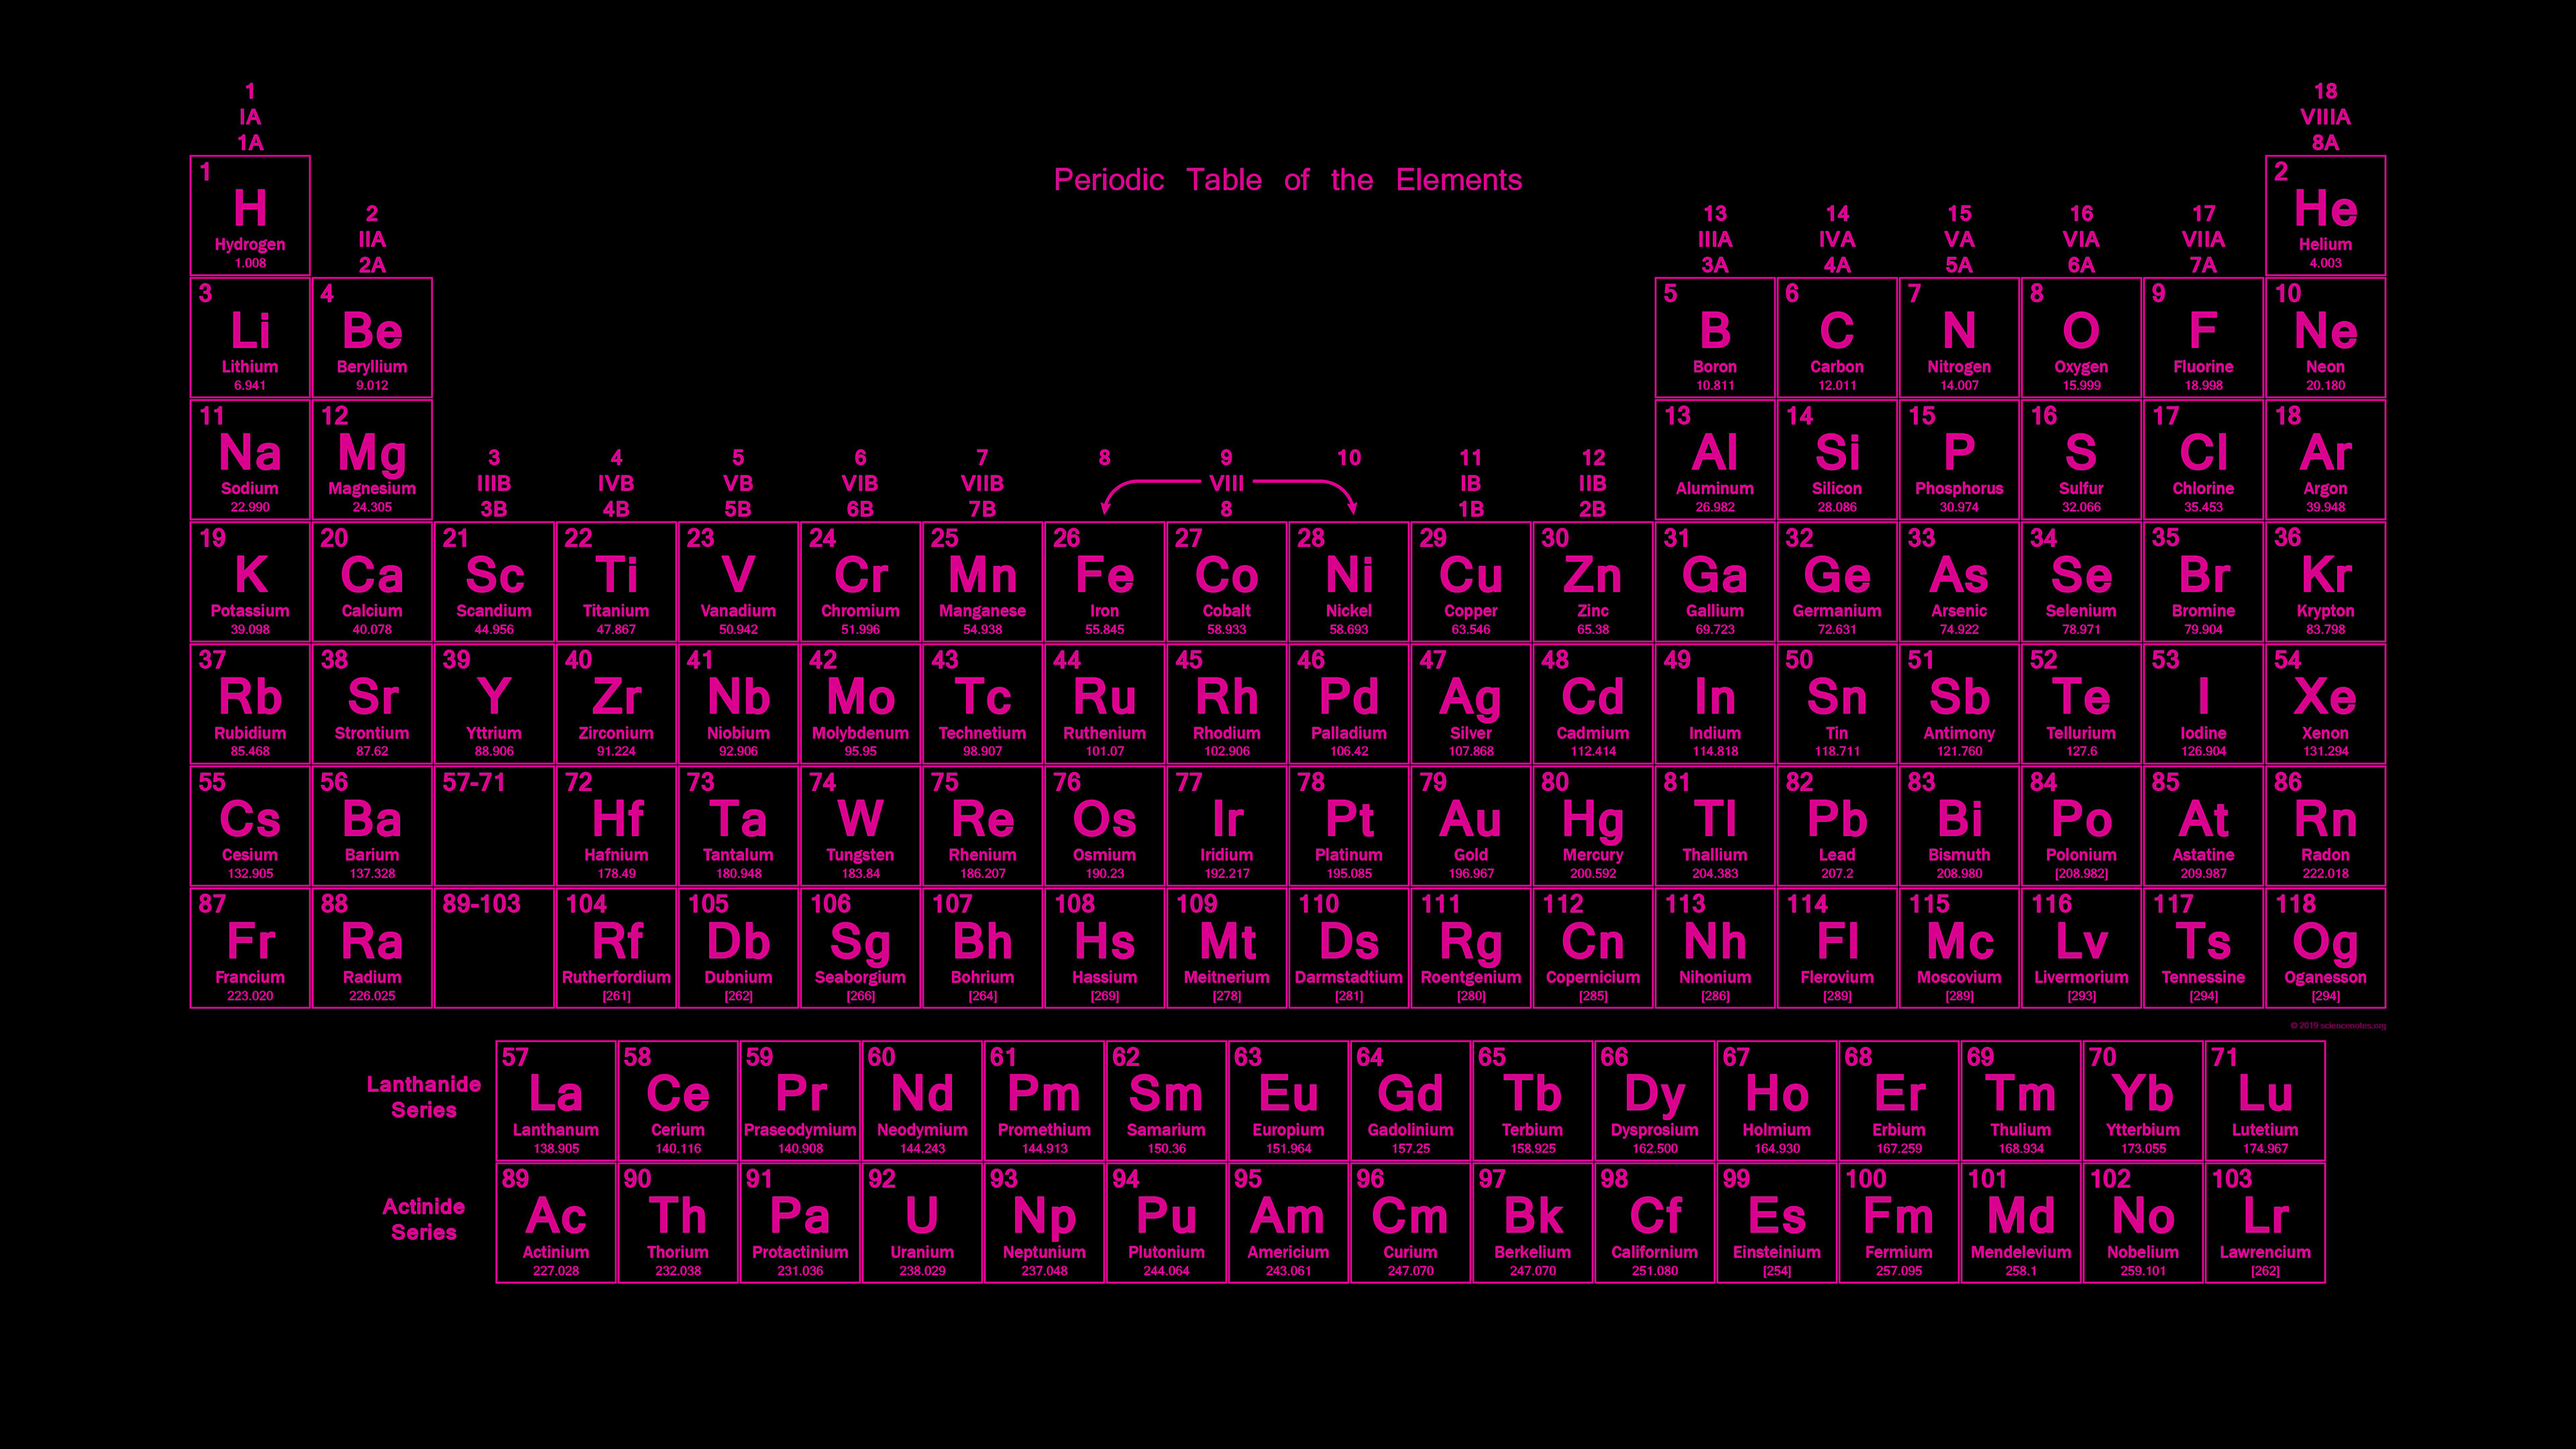 1
IA
1A
18
VIIIA
8A
Periodic Table of the Elements
1
H
Hydrogen
1.008
2
He
Helium
4.003
2
IIA
2A
13
IIIA
3A
14
IVA
4A
15
VA
5A
16
VIA
6A
17
VIIA
7A
3
Li
Lithium
6.941
4
Be
Beryllium
9.012
5
B
Boron
10.811
6
C
Carbon
12.011
7
N
Nitrogen
14.007
8
O
Oxygen
15.999
9
F
Fluorine
18.998
10
Ne
Neon
20.180
11
Na
Sodium
22.990
12
Mg
Magnesium
24.305
13
Al
Aluminum
26.982
14
Si
Silicon
28.086
15
P
Phosphorus
30.974
16
S
Sulfur
32.066
17
Cl
Chlorine
35.453
18
Ar
Argon
39.948
3
IIIB
3B
4
IVB
4B
5
VB
5B
6
VIB
6B
7
VIIB
7B
8
9
10
VIII
8
11
IB
1B
12
IIB
2B
19
K
Potassium
39.098
20
Ca
Calcium
40.078
21
Sc
Scandium
44.956
22
Ti
Titanium
47.867
23
V
Vanadium
50.942
24
Cr
Chromium
51.996
25
Mn
Manganese
54.938
26
Fe
Iron
55.845
27
Co
Cobalt
58.933
28
Ni
Nickel
58.693
29
Cu
Copper
63.546
30
Zn
Zinc
65.38
31
Ga
Gallium
69.723
32
Ge
Germanium
72.631
33
As
Arsenic
74.922
34
Se
Selenium
78.971
35
Br
Bromine
79.904
36
Kr
Krypton
83.798
37
Rb
Rubidium
85.468
38
Sr
Strontium
87.62
39
Y
Yttrium
88.906
40
Zr
Zirconium
91.224
41
Nb
Niobium
92.906
42
Mo
Molybdenum
95.95
43
Tc
Technetium
98.907
44
Ru
Ruthenium
101.07
45
Rh
Rhodium
102.906
46
Pd
Palladium
106.42
47
Ag
Silver
107.868
48
Cd
Cadmium
112.414
49
In
Indium
114.818
50
Sn
Tin
118.711
51
Sb
Antimony
121.760
52
Te
Tellurium
127.6
53
I
Iodine
126.904
54
Xe
Xenon
131.294
55
Cs
Cesium
132.905
56
Ba
Barium
137.328
57-71
72
Hf
Hafnium
178.49
73
Ta
Tantalum
180.948
74
W
Tungsten
183.84
75
Re
Rhenium
186.207
76
Os
Osmium
190.23
77
Ir
Iridium
192.217
78
Pt
Platinum
195.085
79
Au
Gold
196.967
80
Hg
Mercury
200.592
81
Tl
Thallium
204.383
82
Pb
Lead
207.2
83
Bi
Bismuth
208.980
84
Po
Polonium
[208.982]
85
At
Astatine
209.987
86
Rn
Radon
222.018
87
Fr
Francium
223.020
88
Ra
Radium
226.025
89-103
104
Rf
Rutherfordium
[261]
105
Db
Dubnium
[262]
106
Sg
Seaborgium
[266]
107
Bh
Bohrium
[264]
108
Hs
Hassium
[269]
109
Mt
Meitnerium
[278]
110
Ds
Darmstadtium
[281]
111
Rg
Roentgenium
[280]
112
Cn
Copernicium
[285]
113
Nh
Nihonium
[286]
114
Fl
Flerovium
[289]
115
Mc
Moscovium
[289]
116
Lv
Livermorium
[293]
117
Ts
Tennessine
[294]
118
Og
Oganesson
[294]
© 2019 sciencenotes.org
Lanthanide
Series
57
La
Lanthanum
138.905
58
Ce
Cerium
140.116
59
Pr
Praseodymium
140.908
60
Nd
Neodymium
144.243
61
Pm
Promethium
144.913
62
Sm
Samarium
150.36
63
Eu
Europium
151.964
64
Gd
Gadolinium
157.25
65
Tb
Terbium
158.925
66
Dy
Dysprosium
162.500
67
Ho
Holmium
164.930
68
Er
Erbium
167.259
69
Tm
Thulium
168.934
70
Yb
Ytterbium
173.055
71
Lu
Lutetium
174.967
Actinide
Series
89
Ac
Actinium
227.028
90
Th
Thorium
232.038
91
Pa
Protactinium
231.036
92
U
Uranium
238.029
93
Np
Neptunium
237.048
94
Pu
Plutonium
244.064
95
Am
Americium
243.061
96
Cm
Curium
247.070
97
Bk
Berkelium
247.070
98
Cf
Californium
251.080
99
Es
Einsteinium
[254]
100
Fm
Fermium
257.095
101
Md
Mendelevium
258.1
102
No
Nobelium
259.101
103
Lr
Lawrencium
[262]